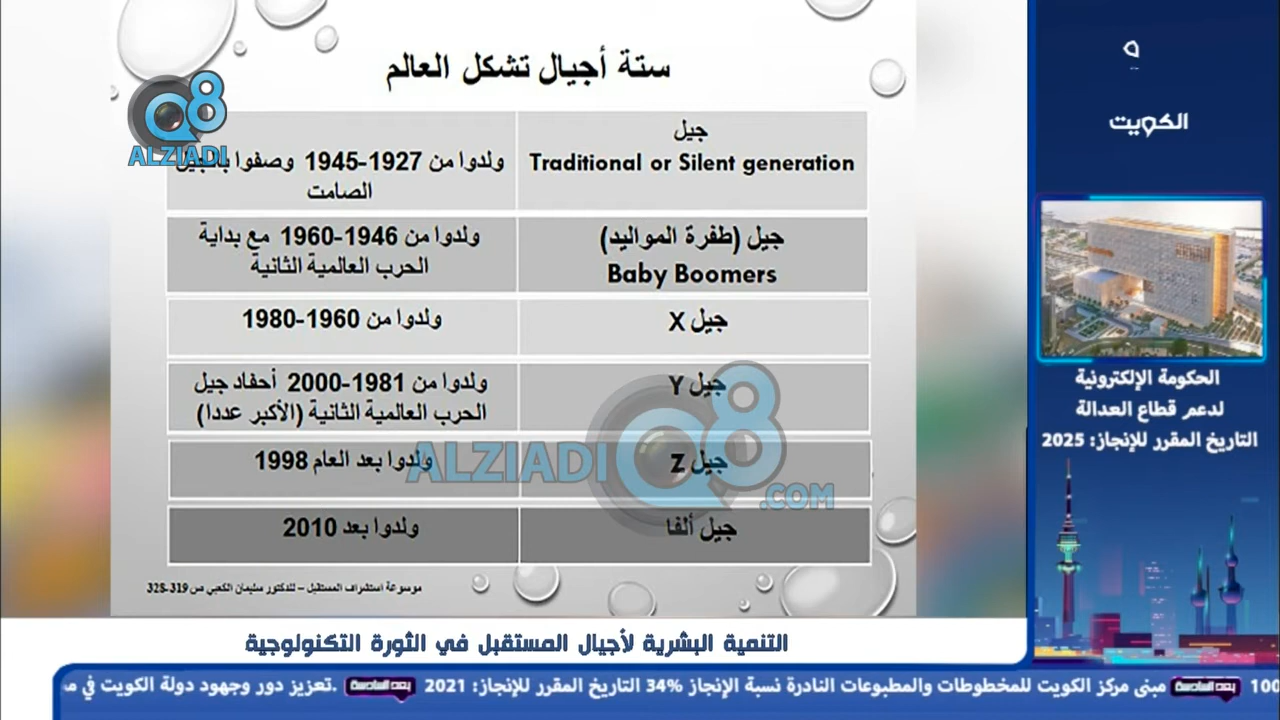 ستة أجيال تشكل العالم
جيل
Traditional or Silent generation
ولدوا من 1927-1945 وصفوا بالجيل
الصامت
جيل (طفرة المواليد)
Baby Boomers
ولدوا من 1946-1960 مع بداية
الحرب العالمية الثانية
جيل X
ولدوا من 1960-1980
جيل Y
ولدوا من 1981-2000 أحفاد جيل
الحرب العالمية الثانية (الأكبر عددا)
جيل Z
ولدوا بعد العام 1998
جيل ألفا
ولدوا بعد 2010
موسوعة استشراف المستقبل – للدكتور سليمان الكعبي ص 319-328
Q8
ALZIADI
ALZIADI Q8
.COM
الكويت
الحكومة الإلكترونية
لدعم قطاع العدالة
التاريخ المقرر للإنجاز: 2025
التنمية البشرية لأجيال المستقبل في الثورة التكنولوجية
100 مبنى مركز الكويت للمخطوطات والمطبوعات النادرة نسبة الإنجاز 34% التاريخ المقرر للإنجاز: 2021 تعزيز دور وجهود دولة الكويت في